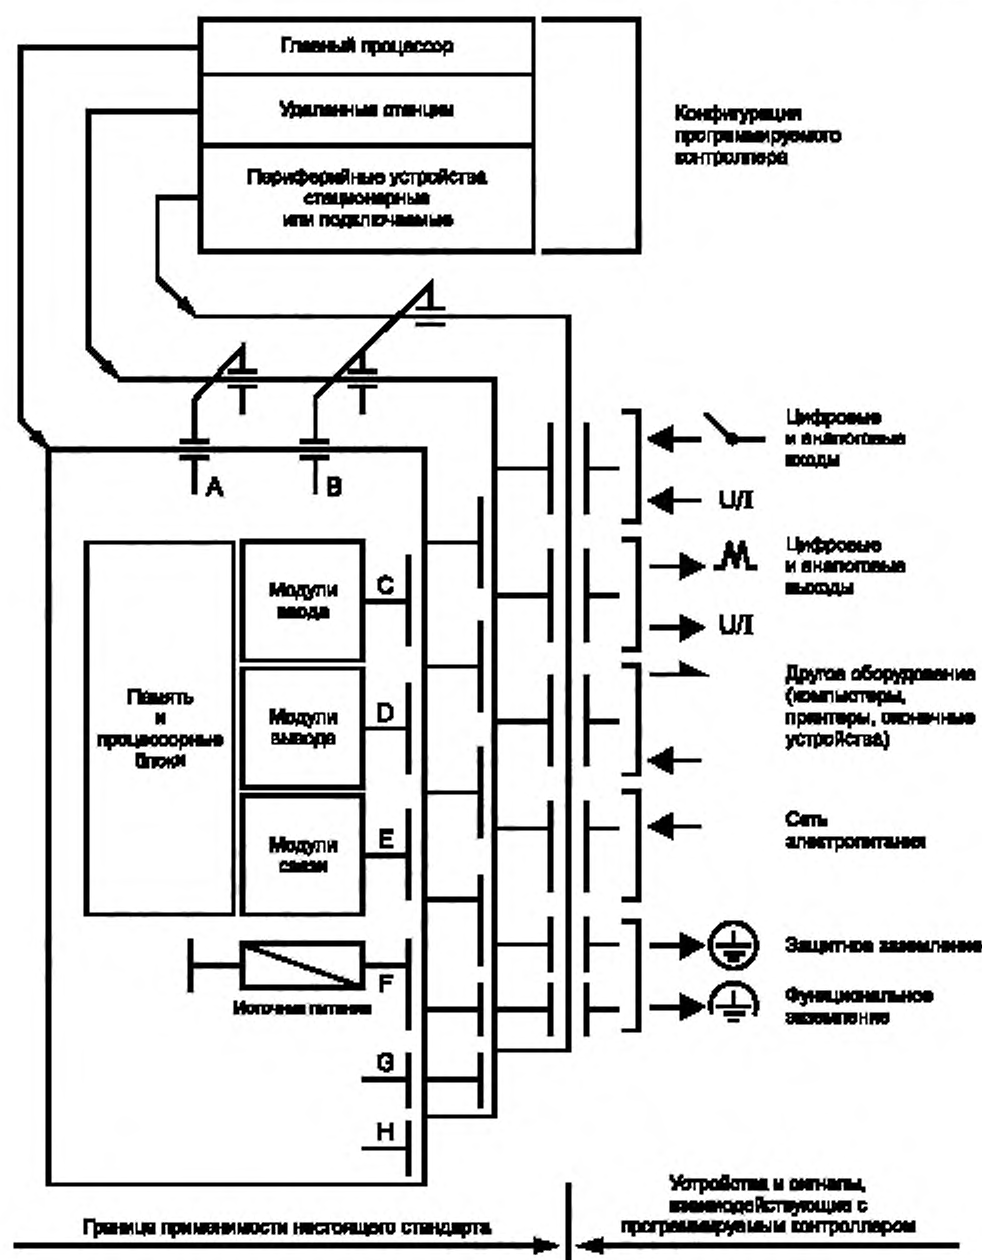 Главный процессор
Удаленные станции
Периферийные устройства
стационарные
или подключаемые
Конфигурация
программируемого
контроллера
A
B
Цифровые
и аналоговые
входы
U/I
Цифровые
и аналоговые
выходы
U/I
Память
и
процессорные
блоки
Модули
ввода
C
Модули
вывода
D
Модули
связи
E
Другое оборудование
(компьютеры,
принтеры, оконечные
устройства)
Сеть
электропитания
Источник питания
F
Защитное заземление
Функциональное
заземление
G
H
Граница применимости настоящего стандарта
Устройства и сигналы,
взаимодействующие с
программируемым контроллером